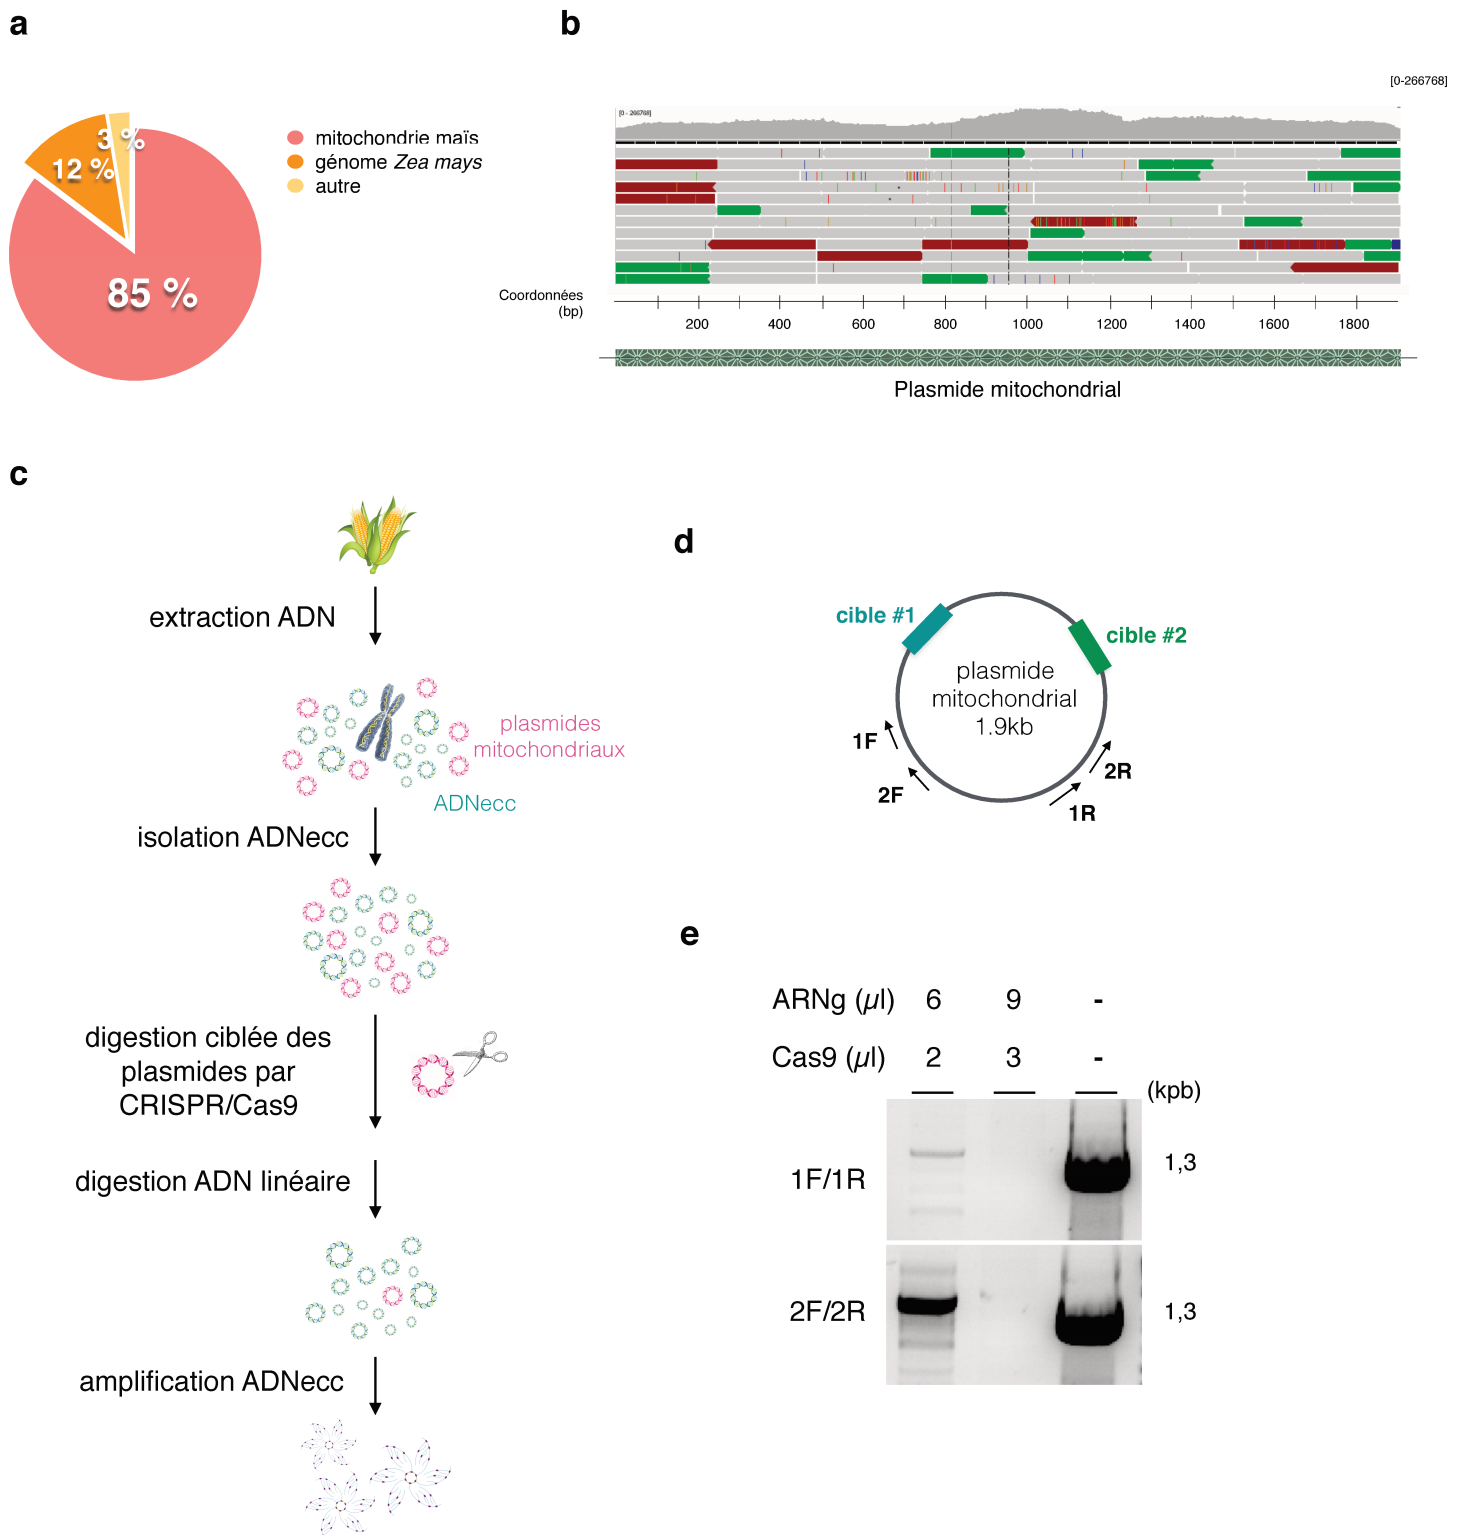 a
3 %
12 %
85 %
mitochondrie maïs
génome Zea mays
autre
b
[0-266768]
[0 - 266768]
Coordonnées
(bp)
200 400 600 800 1000 1200 1400 1600 1800
Plasmide mitochondrial
c
extraction ADN
plasmides
mitochondriaux
ADNecc
isolation ADNecc
digestion ciblée des
plasmides par
CRISPR/Cas9
digestion ADN linéaire
amplification ADNecc
d
cible #1
cible #2
plasmide
mitochondrial
1.9kb
1F
2F
2R
1R
e
ARNg (µl) 6 9 -
Cas9 (µl) 2 3 -
(kpb)
1F/1R 1,3
2F/2R 1,3